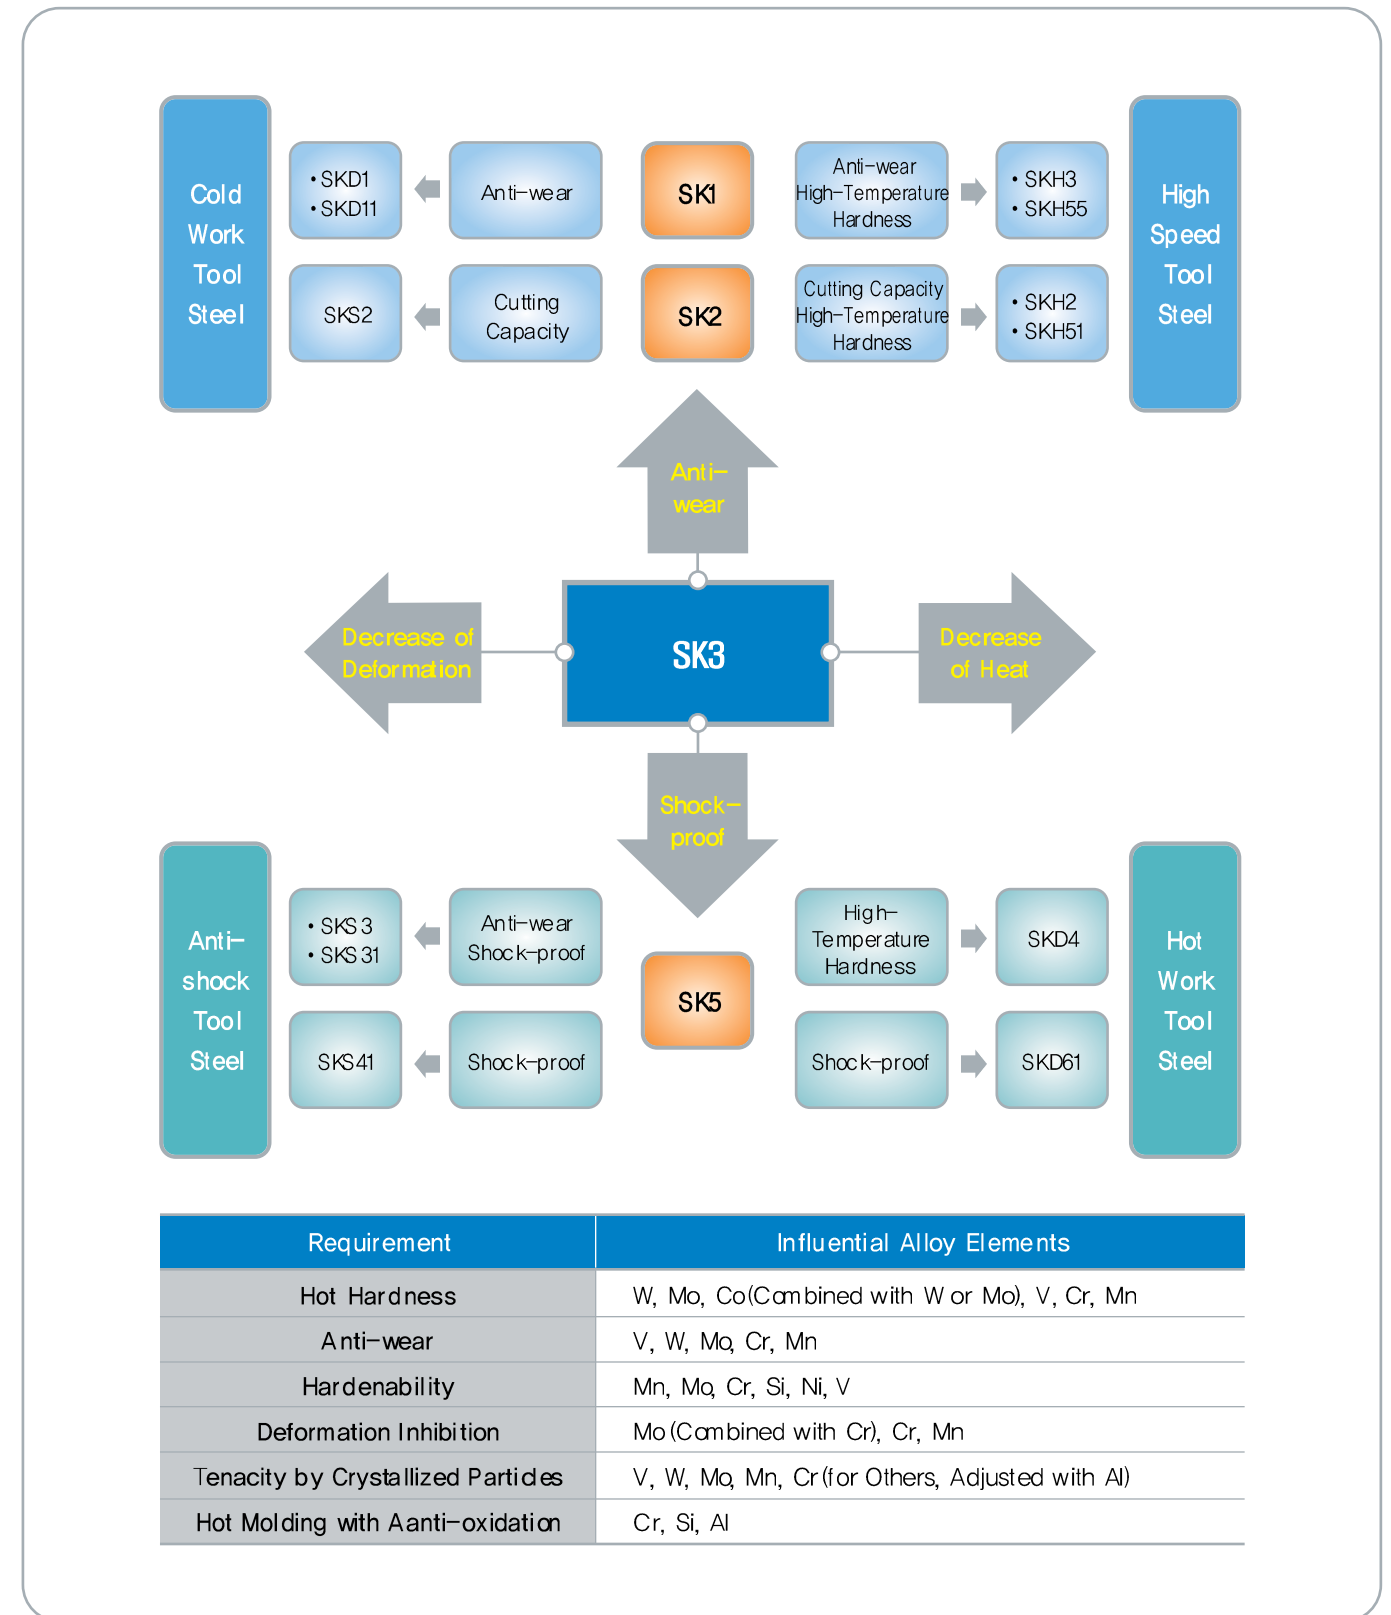 Cold
Work
Tool
Steel
• SKD1
• SKD11
Anti-wear
SK1
Anti-wear
High-Temperature
Hardness
• SKH3
• SKH55
High
Speed
Tool
Steel
SKS2
Cutting
Capacity
SK2
Cutting Capacity
High-Temperature
Hardness
• SKH2
• SKH51
Anti-
wear
Decrease of
Deformation
SK3
Decrease
of Heat
Shock-
proof
Anti-
shock
Tool
Steel
• SKS3
• SKS31
Anti-wear
Shock-proof
SK5
High-
Temperature
Hardness
SKD4
Hot
Work
Tool
Steel
SKS41
Shock-proof
Shock-proof
SKD61
Requirement Influential Alloy Elements
Hot Hardness W, Mo, Co(Combined with W or Mo), V, Cr, Mn
Anti-wear V, W, Mo, Cr, Mn
Hardenability Mn, Mo, Cr, Si, Ni, V
Deformation Inhibition Mo(Combined with Cr), Cr, Mn
Tenacity by Crystallized Particles V, W, Mo, Mn, Cr(for Others, Adjusted with Al)
Hot Molding with Aanti-oxidation Cr, Si, Al